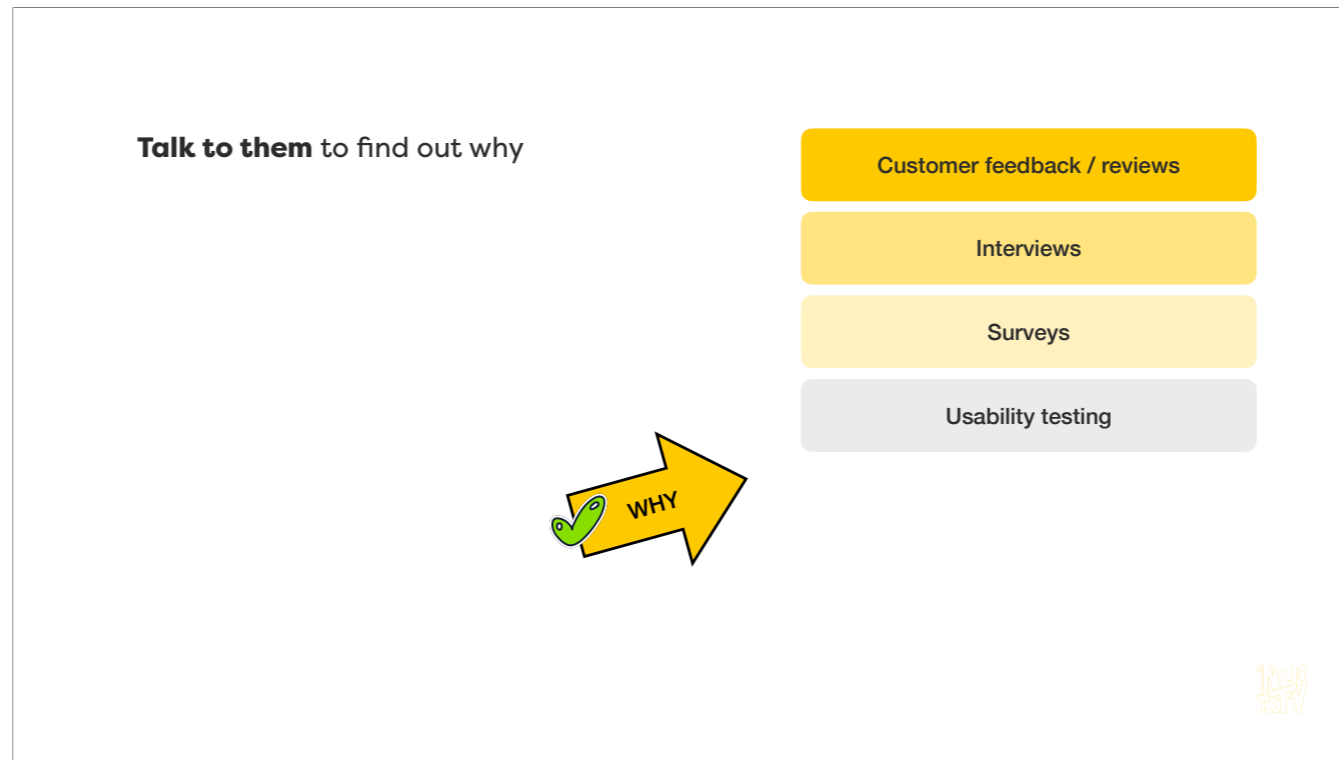 Talk to them to find out why
Customer feedback / reviews
Interviews
Surveys
Usability testing
WHY